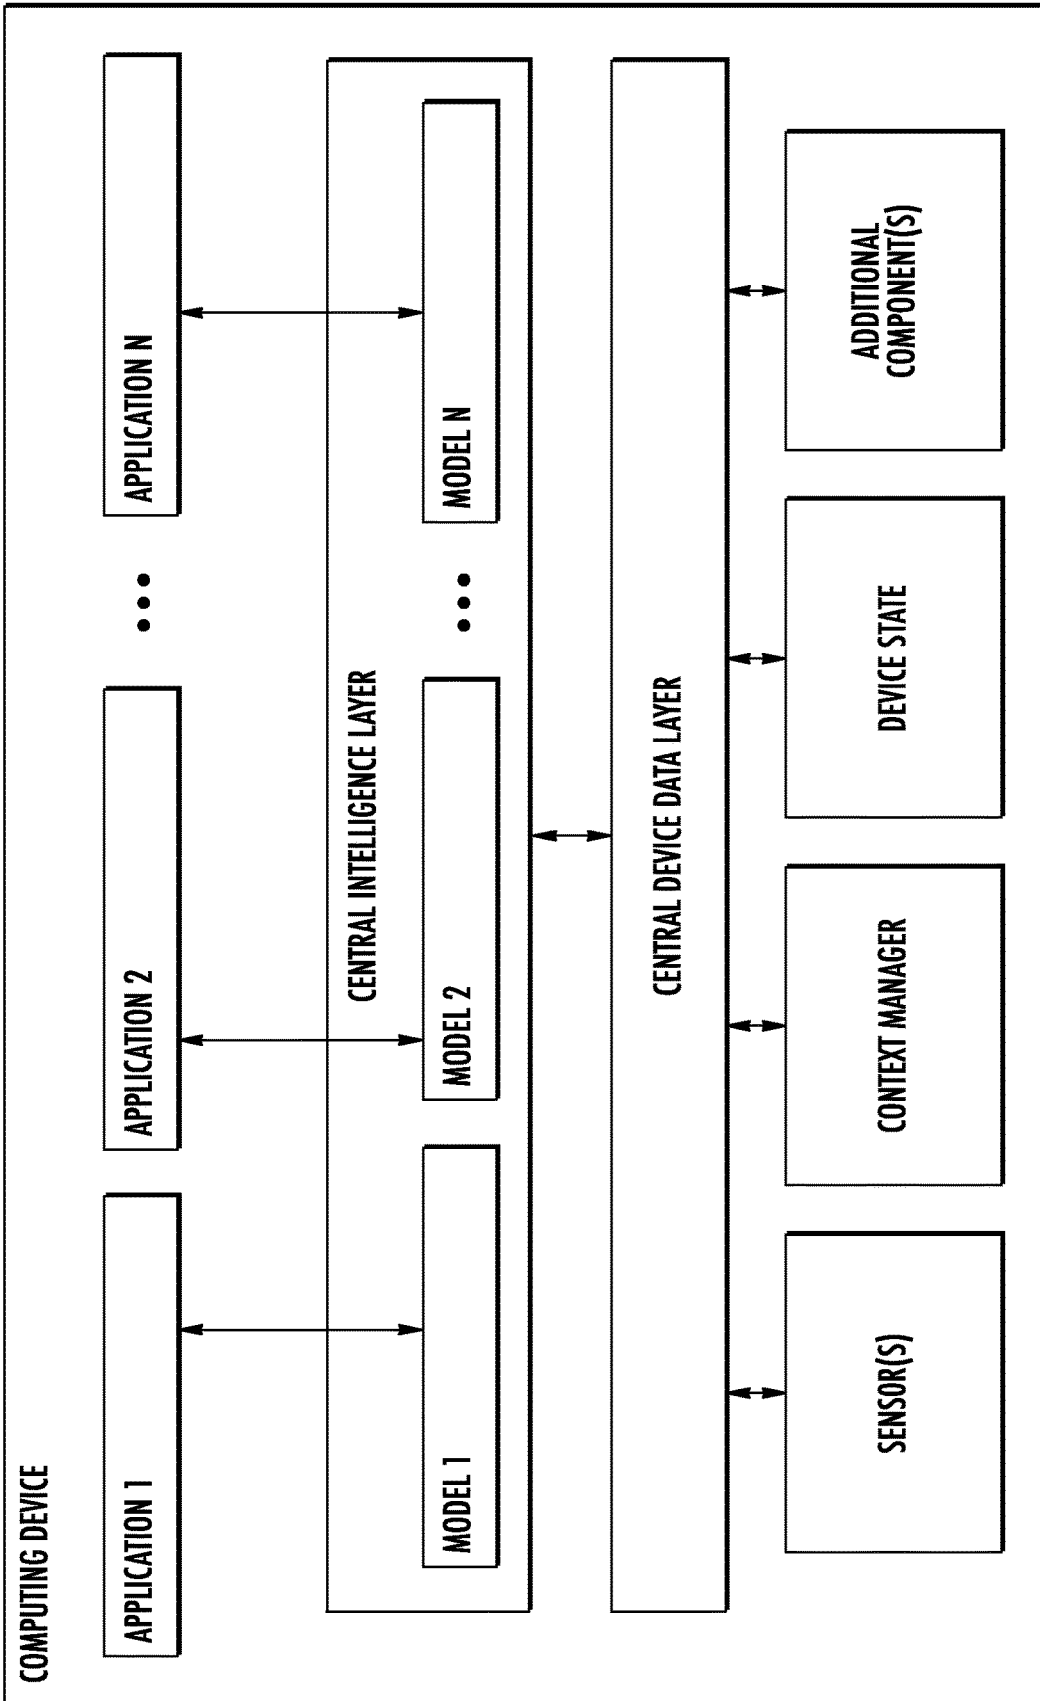 COMPUTING DEVICE
APPLICATION 1
APPLICATION 2
APPLICATION N
CENTRAL INTELLIGENCE LAYER
MODEL 1
MODEL 2
MODEL N
CENTRAL DEVICE DATA LAYER
SENSOR(S)
CONTEXT MANAGER
DEVICE STATE
ADDITIONAL
COMPONENT(S)